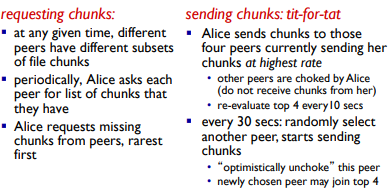 requesting chunks:
▪ at any given time, different
peers have different subsets
of file chunks
▪ periodically, Alice asks each
peer for list of chunks that
they have
▪ Alice requests missing
chunks from peers, rarest
first
sending chunks: tit-for-tat
▪ Alice sends chunks to those
four peers currently sending her
chunks at highest rate
• other peers are choked by Alice
(do not receive chunks from her)
• re-evaluate top 4 every10 secs
▪ every 30 secs: randomly select
another peer, starts sending
chunks
• “optimistically unchoke” this peer
• newly chosen peer may join top 4